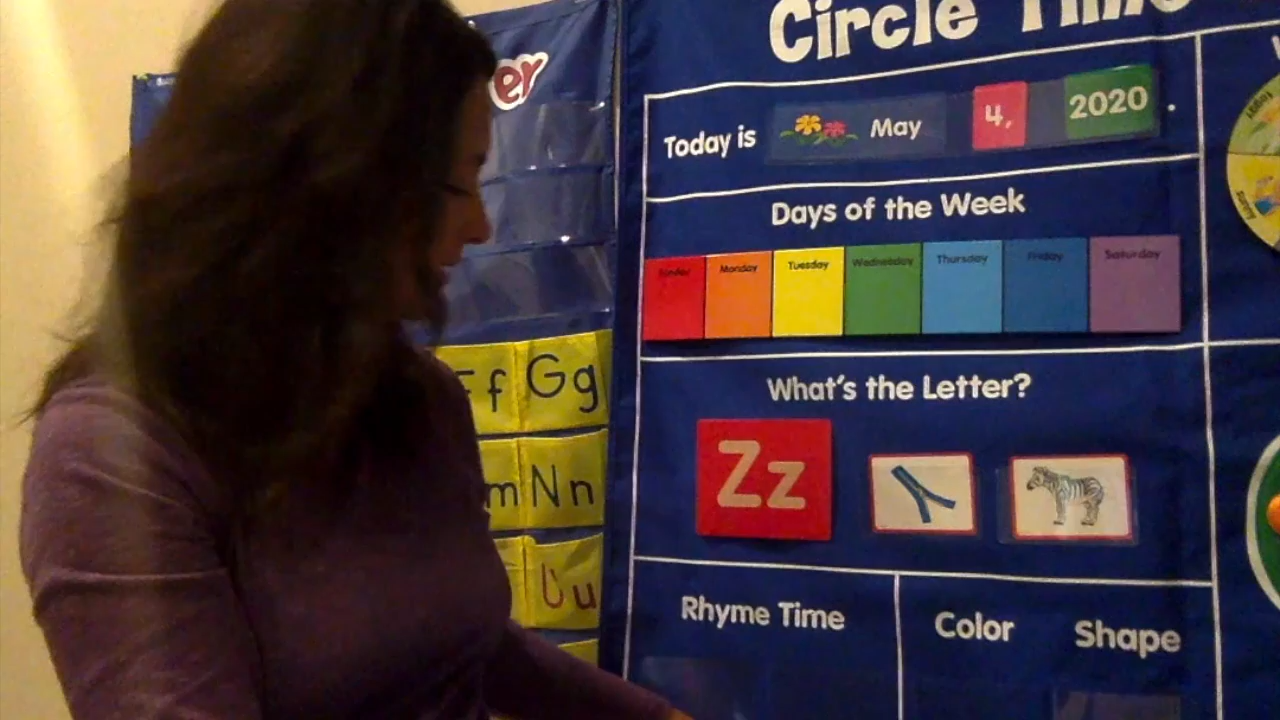 Circle Time
er
Today is May 4, 2020 .
Days of the Week
Sunday Monday Tuesday Wednesday Thursday Friday Saturday
What's the Letter?
Zz
Ff Gg
m Nn
Uu
Rhyme Time
Color Shape